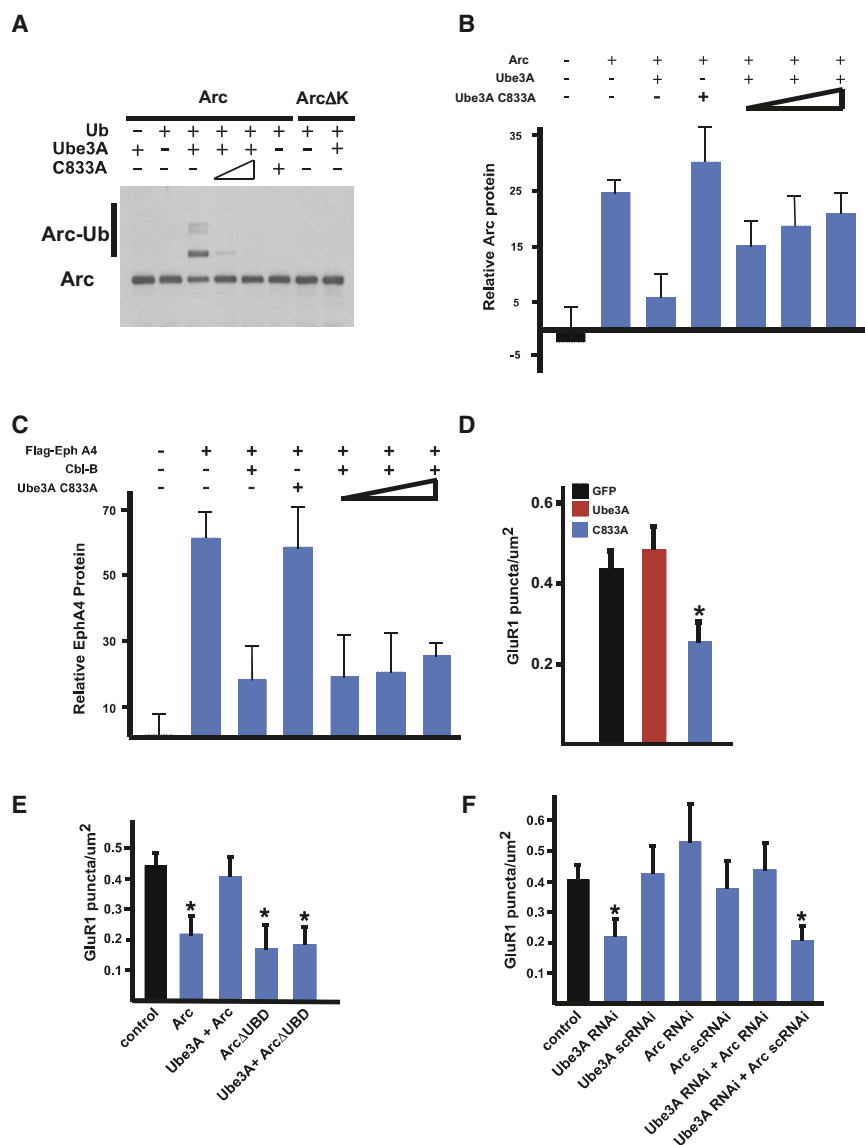 A
Arc ArcΔK
Ub − + + + + + + +
Ube3A + − + + + − − +
C833A − − − + − −
Arc-Ub
Arc
B
Arc - + + + + + +
Ube3A - - + - + + +
Ube3A C833A - - - +
Relative Arc protein
35
25
15
5
-5
C
Flag-Eph A4 - + + + + + +
Cbl-B - - + - + + +
Ube3A C833A - - - +
Relative EphA4 Protein
70
50
30
10
D
GFP
Ube3A
C833A
GluR1 puncta/um2
0.6
0.4
0.2
*
E
GluR1 puncta/um2
0.5
0.4
0.3
0.2
0.1
* * *
control
Arc
Ube3A + Arc
ArcΔUBD
Ube3A+ ArcΔUBD
F
GluR1 puncta/um2
0.6
0.5
0.4
0.3
0.2
0.1
* *
control
Ube3A RNAi
Ube3A scRNAi
Arc RNAi
Arc scRNAi
Ube3A RNAi + Arc RNAi
Ube3A RNAi + Arc scRNAi